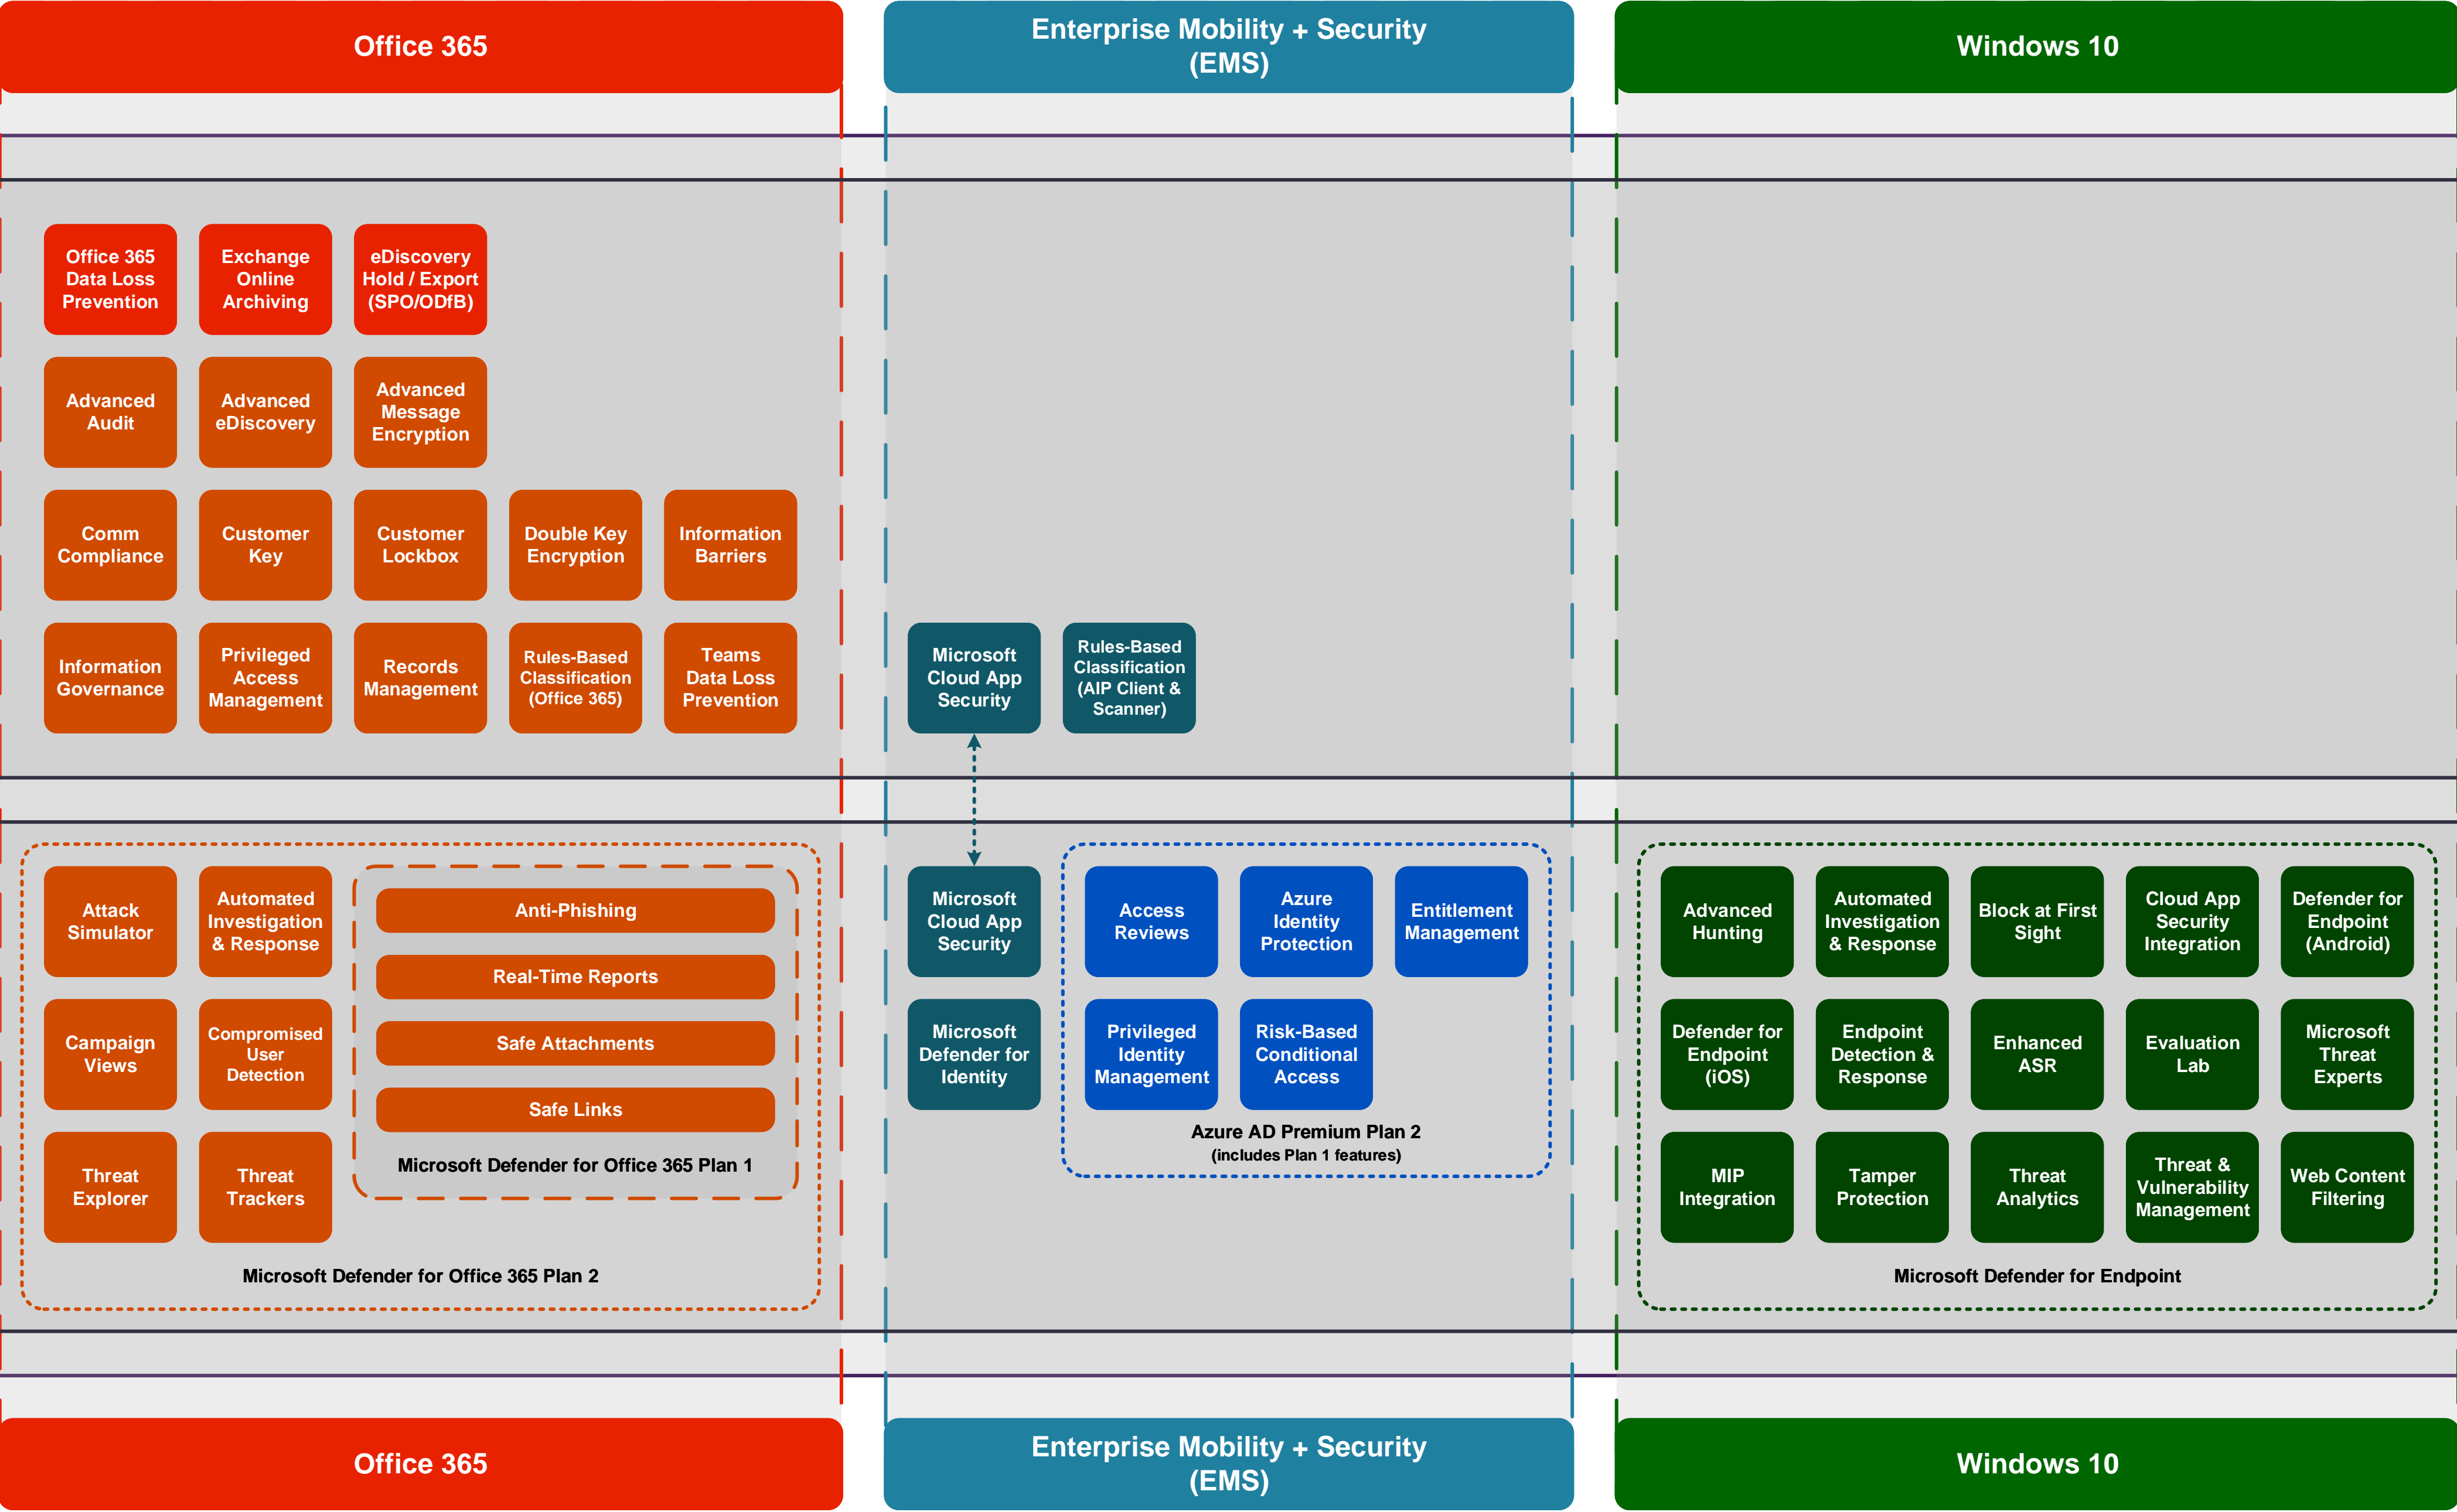 Office 365
Enterprise Mobility + Security
(EMS)
Windows 10
Office 365
Data Loss
Prevention
Exchange
Online
Archiving
eDiscovery
Hold / Export
(SPO/ODfB)
Advanced
Audit
Advanced
eDiscovery
Advanced
Message
Encryption
Comm
Compliance
Customer
Key
Customer
Lockbox
Double Key
Encryption
Information
Barriers
Information
Governance
Privileged
Access
Management
Records
Management
Rules-Based
Classification
(Office 365)
Teams
Data Loss
Prevention
Microsoft
Cloud App
Security
Rules-Based
Classification
(AIP Client &
Scanner)
Attack
Simulator
Automated
Investigation
& Response
Campaign
Views
Compromised
User
Detection
Threat
Explorer
Threat
Trackers
Anti-Phishing
Real-Time Reports
Safe Attachments
Safe Links
Microsoft Defender for Office 365 Plan 1
Microsoft Defender for Office 365 Plan 2
Microsoft
Cloud App
Security
Microsoft
Defender for
Identity
Access
Reviews
Azure
Identity
Protection
Entitlement
Management
Privileged
Identity
Management
Risk-Based
Conditional
Access
Azure AD Premium Plan 2
(includes Plan 1 features)
Advanced
Hunting
Automated
Investigation
& Response
Block at First
Sight
Cloud App
Security
Integration
Defender for
Endpoint
(Android)
Defender for
Endpoint
(iOS)
Endpoint
Detection &
Response
Enhanced
ASR
Evaluation
Lab
Microsoft
Threat
Experts
MIP
Integration
Tamper
Protection
Threat
Analytics
Threat &
Vulnerability
Management
Web Content
Filtering
Microsoft Defender for Endpoint
Office 365
Enterprise Mobility + Security
(EMS)
Windows 10